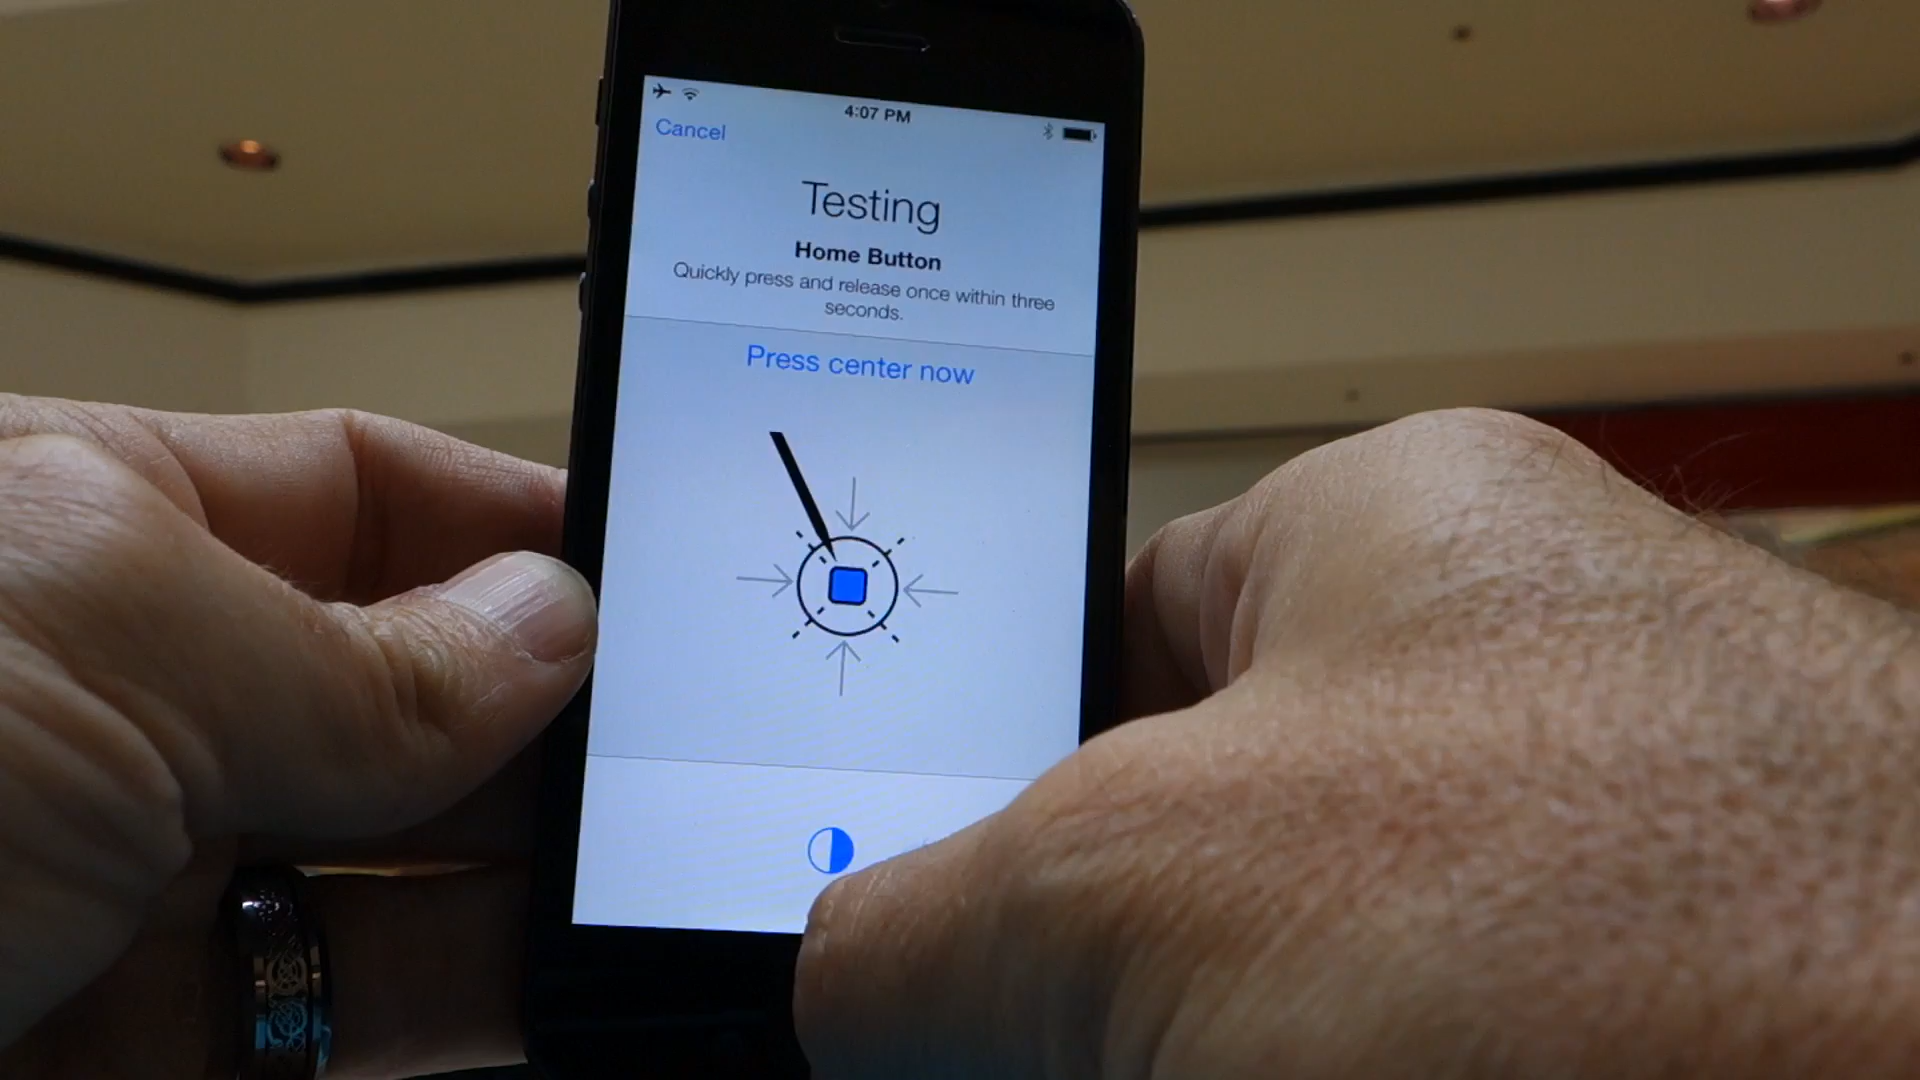 4:07 PM
Cancel
Testing
Home Button
Quickly press and release once within three
seconds.
Press center now